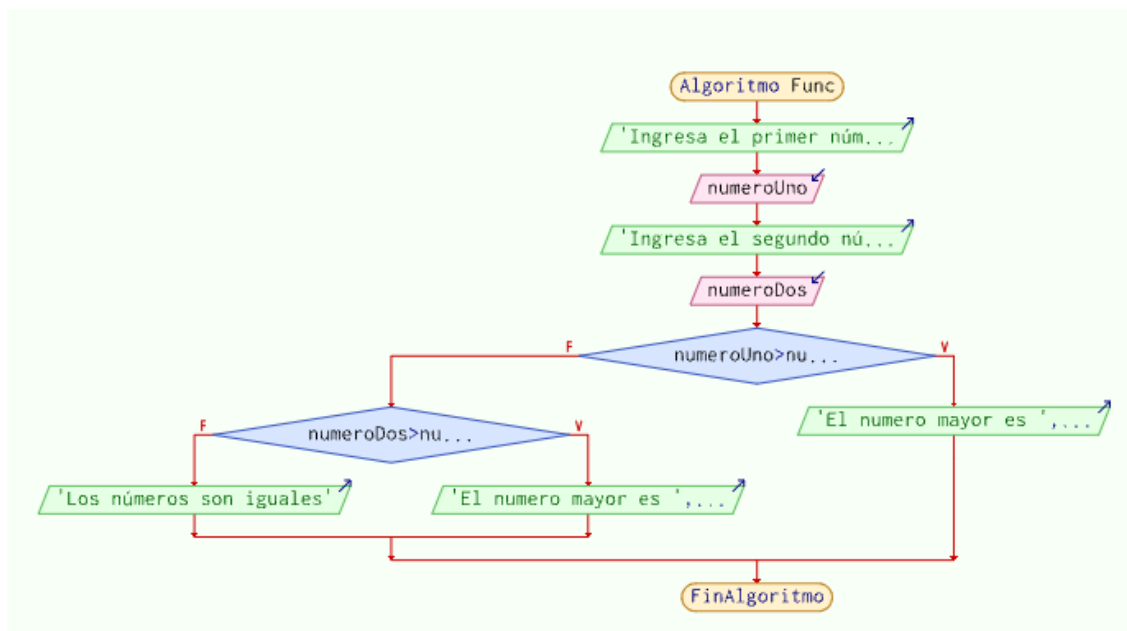 Algoritmo Func
'Ingresa el primer núm...
numeroUno
'Ingresa el segundo nú...
numeroDos
F
numeroUno>nu...
V
F
numeroDos>nu...
V
'El numero mayor es ',...
'Los números son iguales'
'El numero mayor es ',...
FinAlgoritmo